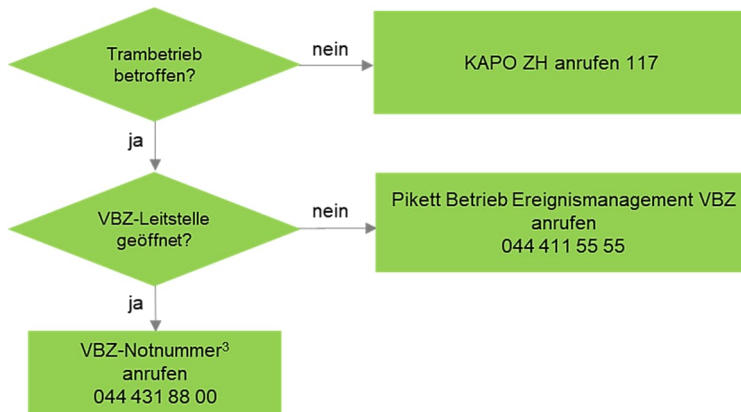 Trambetrieb
betroffen?
nein
KAPO ZH anrufen 117
ja
VBZ-Leitstelle
geöffnet?
nein
Pikett Betrieb Ereignismanagement VBZ
anrufen
044 411 55 55
ja
VBZ-Notnummer³
anrufen
044 431 88 00